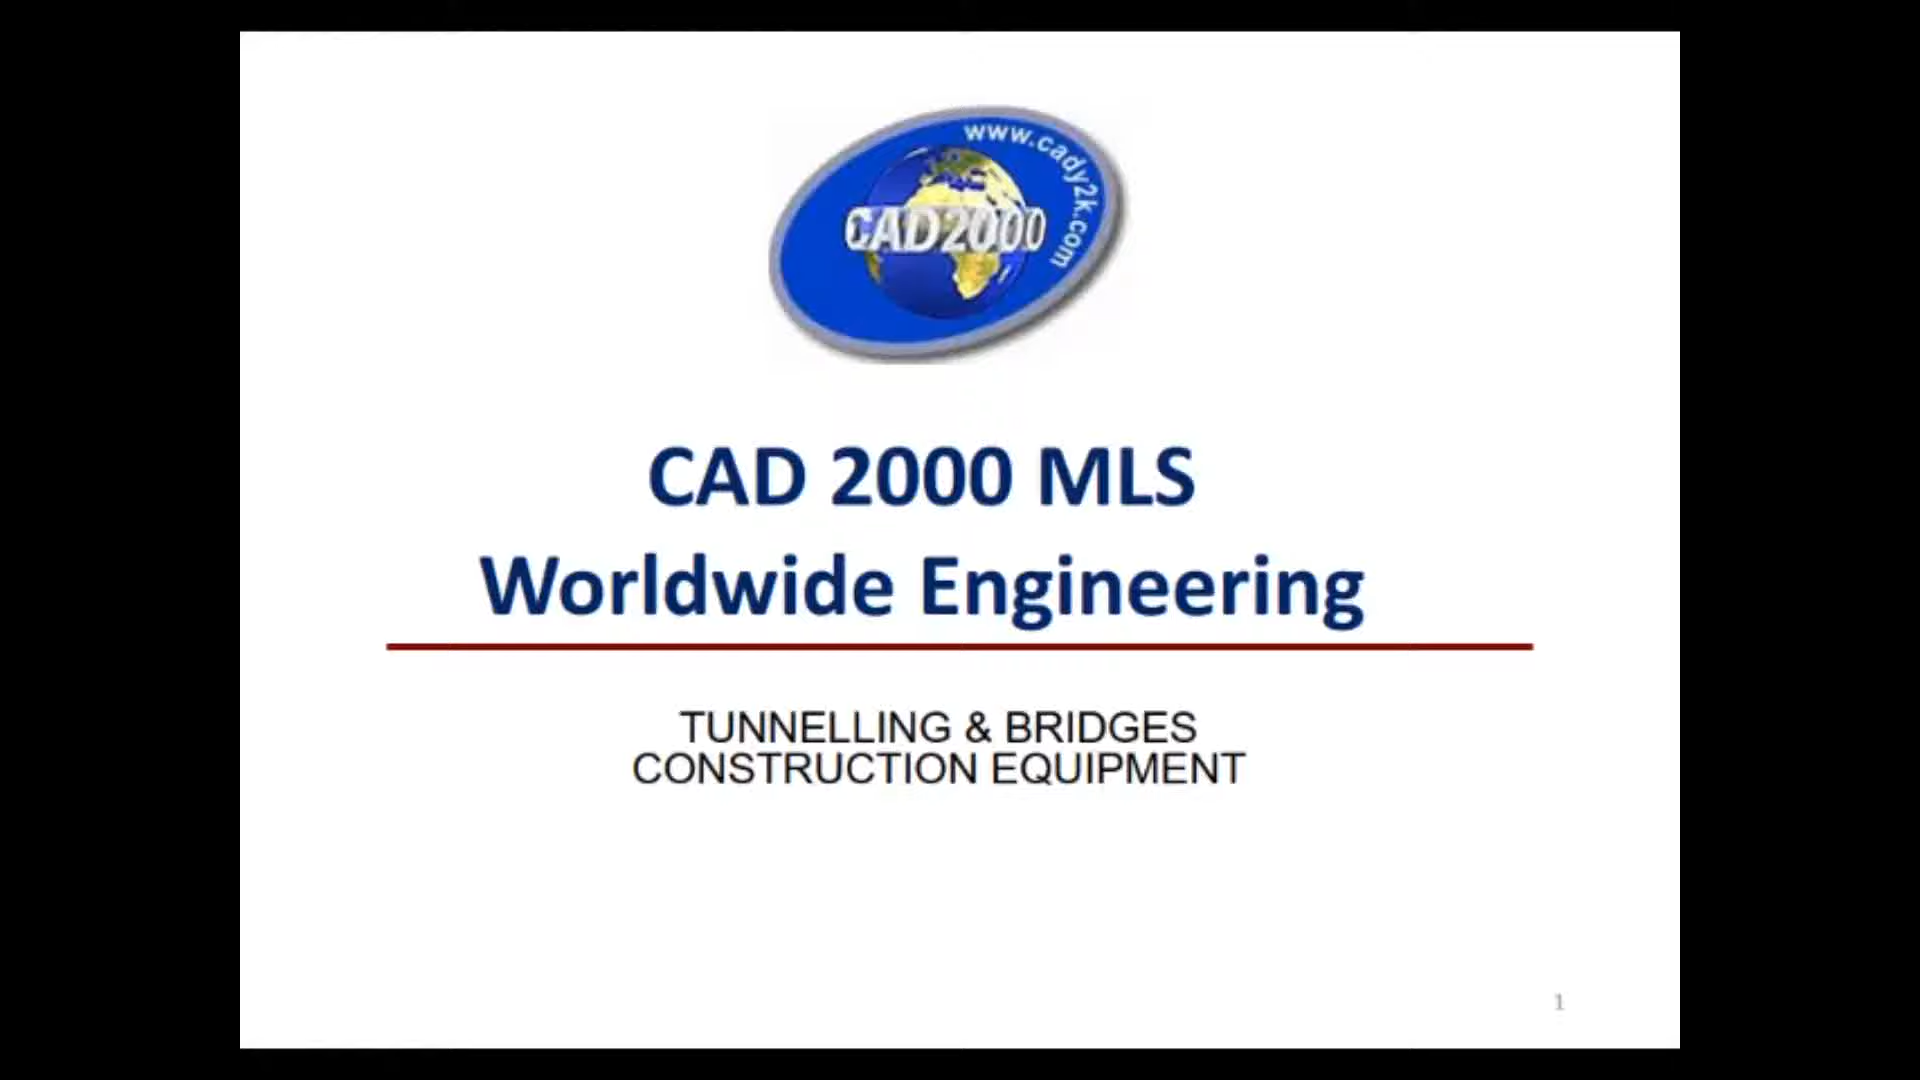 www.cady2k.com
CAD2000
CAD 2000 MLS
Worldwide Engineering
TUNNELLING & BRIDGES
CONSTRUCTION EQUIPMENT
1